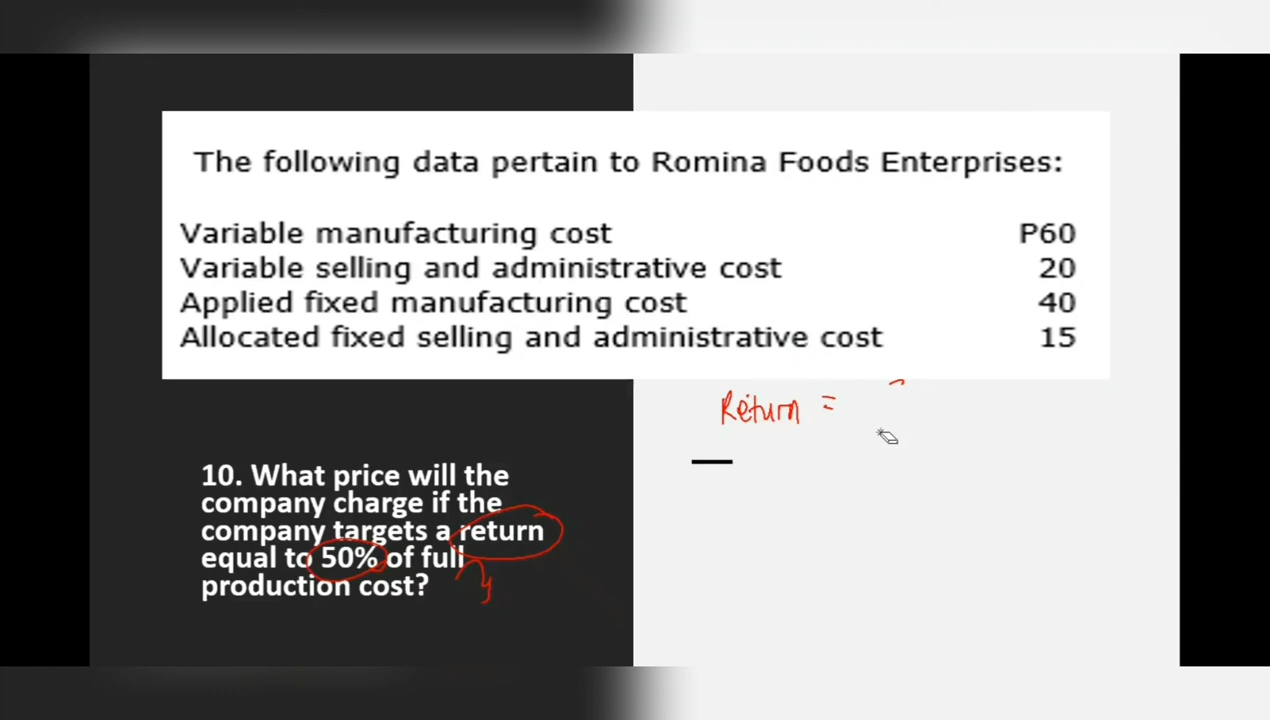 The following data pertain to Romina Foods Enterprises:
Variable manufacturing cost P60
Variable selling and administrative cost 20
Applied fixed manufacturing cost 40
Allocated fixed selling and administrative cost 15
Return =
10. What price will the
company charge if the
company targets a return
equal to 50% of full
production cost?